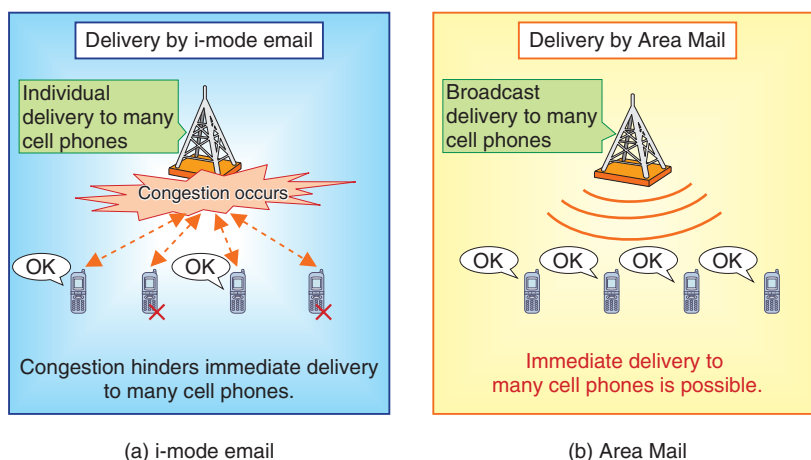 Delivery by i-mode email
Individual
delivery to many
cell phones
Congestion occurs
OK
OK
Congestion hinders immediate delivery
to many cell phones.
(a) i-mode email
Delivery by Area Mail
Broadcast
delivery to many
cell phones
OK
OK
OK
OK
Immediate delivery to
many cell phones is possible.
(b) Area Mail